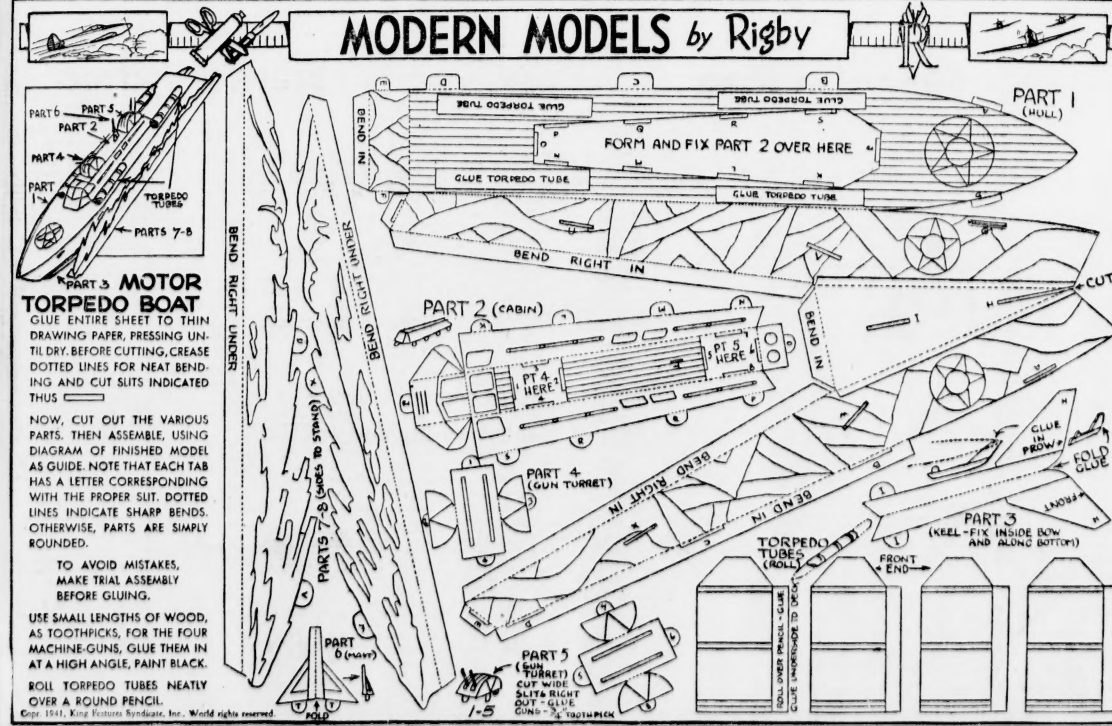 MODERN MODELS by Rigby
PART 6
PART 5
PART 2
PART 4
PART 1
TORPEDO TUBES
PARTS 7-8
PART 3
MOTOR
TORPEDO BOAT
GLUE ENTIRE SHEET TO THIN
DRAWING PAPER, PRESSING UN-
TIL DRY. BEFORE CUTTING, CREASE
DOTTED LINES FOR NEAT BEND-
ING AND CUT SLITS INDICATED
THUS
NOW, CUT OUT THE VARIOUS
PARTS. THEN ASSEMBLE, USING
DIAGRAM OF FINISHED MODEL
AS GUIDE. NOTE THAT EACH TAB
HAS A LETTER CORRESPONDING
WITH THE PROPER SLIT. DOTTED
LINES INDICATE SHARP BENDS.
OTHERWISE, PARTS ARE SIMPLY
ROUNDED.
TO AVOID MISTAKES,
MAKE TRIAL ASSEMBLY
BEFORE GLUING.
USE SMALL LENGTHS OF WOOD,
AS TOOTHPICKS, FOR THE FOUR
MACHINE-GUNS, GLUE THEM IN
AT A HIGH ANGLE, PAINT BLACK.
ROLL TORPEDO TUBES NEATLY
OVER A ROUND PENCIL.
Copr. 1941, King Features Syndicate, Inc., World rights reserved.
BEND RIGHT UNDER
BEND RIGHT UNDER
PARTS 7-8 (SIDES TO STAND)
PART 6 (MAST)
FOLD
PART 1
(HULL)
BEND IN
GLUE TORPEDO TUBE
GLUE TORPEDO TUBE
FORM AND FIX PART 2 OVER HERE
GLUE TORPEDO TUBE
GLUE TORPEDO TUBE
BEND RIGHT IN
CUT
BEND IN
PART 2 (CABIN)
PT 4
HERE
PT 5
HERE
BEND RIGHT IN
BEND IN
PART 4
(GUN TURRET)
GLUE
IN
PROW
FOLD
GLUE
FRONT
PART 3
(KEEL-FIX INSIDE BOW
AND ALONG BOTTOM)
TORPEDO
TUBES
(ROLL)
FRONT
END
ROLL OVER PENCIL-GLUE.
GLUE UNDERSIDE TO DECK
PART 5
(GUN
TURRET)
CUT WIDE
SLITS RIGHT
OUT-GLUE
GUNS-¾" TOOTHPICK
1-5